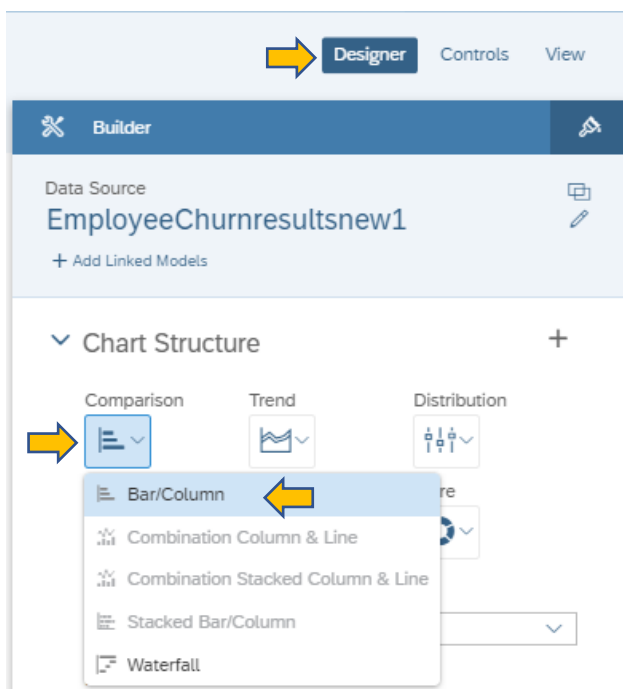 Designer Controls View
Builder
Data Source
EmployeeChurnresultsnew1
+ Add Linked Models
Chart Structure
Comparison Trend Distribution
Bar/Column
re
Combination Column & Line
Combination Stacked Column & Line
Stacked Bar/Column
Waterfall